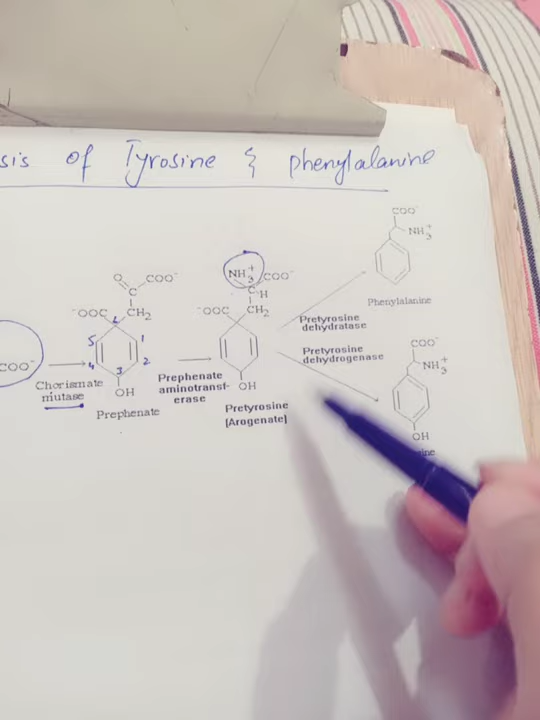 sis of Tyrosine & phenylalanine
COO⁻
NH₃⁺
Phenylalanine
O
C
COO⁻
⁻OOC
CH₂
5
1
4
3
2
OH
Prephenate
COO⁻
Chorismate
mutase
Prephenate
aminotransf-
erase
NH₃⁺
COO⁻
C
H
⁻OOC
CH₂
OH
Pretyrosine
(Arogenate)
Pretyrosine
dehydratase
Pretyrosine
dehydrogenase
COO⁻
NH₃⁺
OH